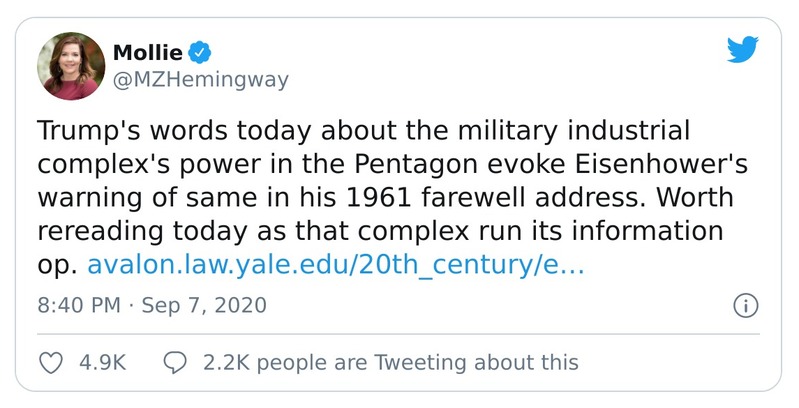 Mollie
@MZHemingway
Trump's words today about the military industrial
complex's power in the Pentagon evoke Eisenhower's
warning of same in his 1961 farewell address. Worth
rereading today as that complex run its information
op. avalon.law.yale.edu/20th_century/e…
8:40 PM · Sep 7, 2020
4.9K 2.2K people are Tweeting about this